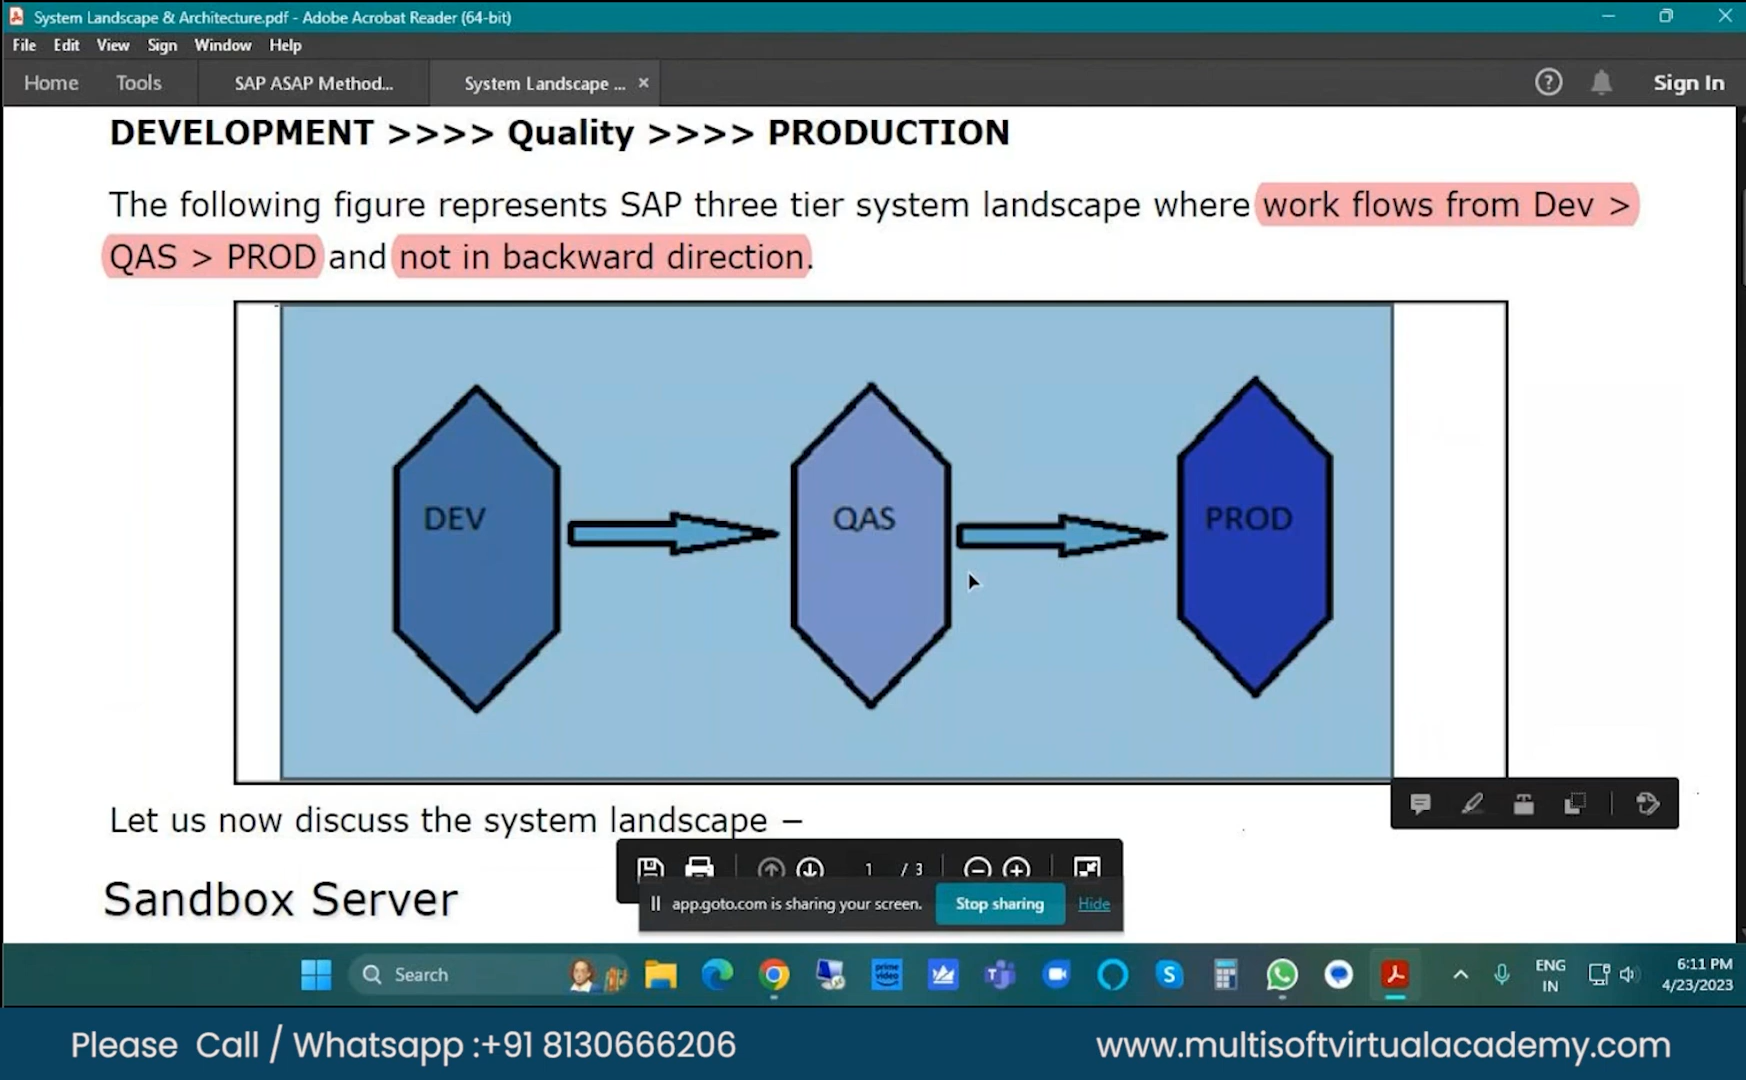 System Landscape & Architecture.pdf - Adobe Acrobat Reader (64-bit)
File Edit View Sign Window Help
Home Tools SAP ASAP Method... System Landscape ... × Sign In
DEVELOPMENT >>>> Quality >>>> PRODUCTION
The following figure represents SAP three tier system landscape where work flows from Dev >
QAS > PROD and not in backward direction.
DEV QAS PROD
Let us now discuss the system landscape –
1 / 3
Sandbox Server
app.goto.com is sharing your screen. Stop sharing Hide
Search
prime video
ENG
IN
6:11 PM
4/23/2023
Please Call / Whatsapp :+91 8130666206
www.multisoftvirtualacademy.com